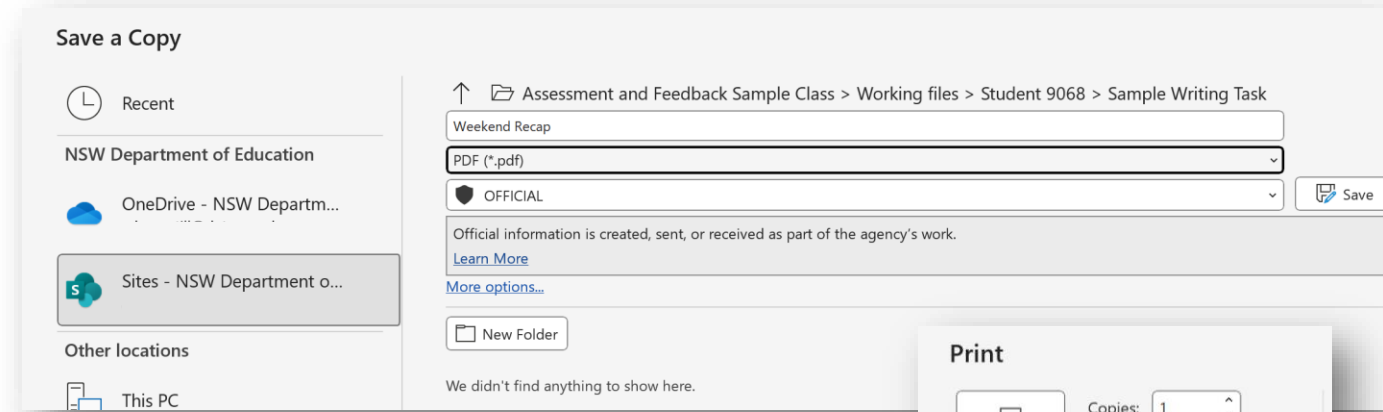 Save a Copy
Recent
NSW Department of Education
OneDrive - NSW Departm...
Sites - NSW Department o...
Other locations
This PC
Assessment and Feedback Sample Class > Working files > Student 9068 > Sample Writing Task
Weekend Recap
PDF (*.pdf)
OFFICIAL
Save
Official information is created, sent, or received as part of the agency's work.
Learn More
More options...
New Folder
We didn't find anything to show here.
Print
Copies: 1